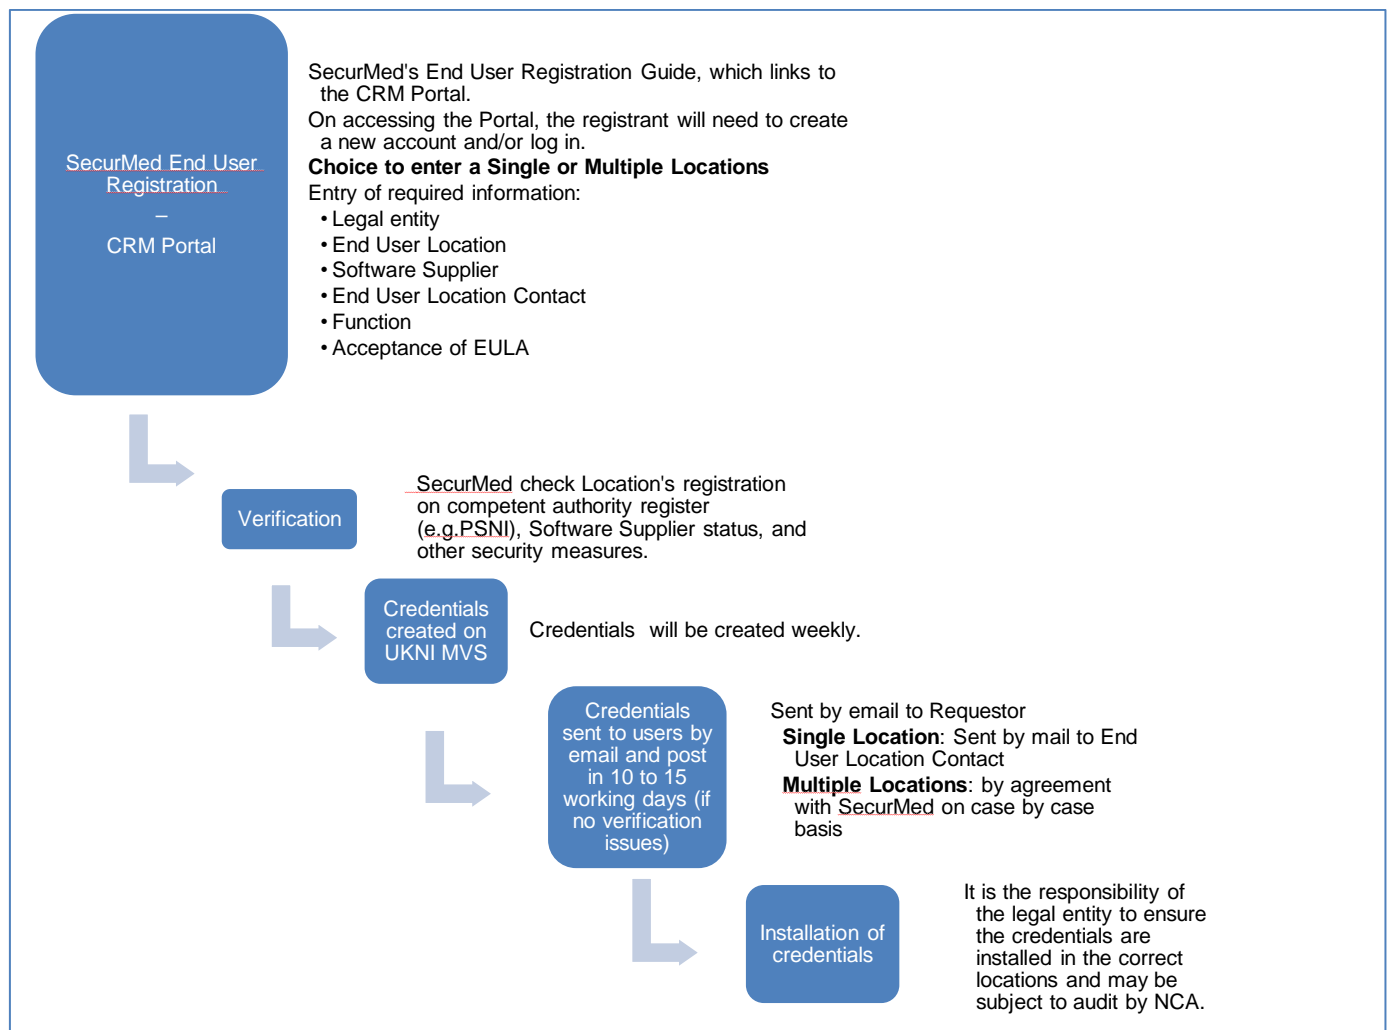 SecurMed End User
Registration
–
CRM Portal
SecurMed's End User Registration Guide, which links to
the CRM Portal.
On accessing the Portal, the registrant will need to create
a new account and/or log in.
Choice to enter a Single or Multiple Locations
Entry of required information:
• Legal entity
• End User Location
• Software Supplier
• End User Location Contact
• Function
• Acceptance of EULA
Verification
SecurMed check Location's registration
on competent authority register
(e.g.PSNI), Software Supplier status, and
other security measures.
Credentials
created on
UKNI MVS
Credentials will be created weekly.
Credentials
sent to users by
email and post
in 10 to 15
working days (if
no verification
issues)
Sent by email to Requestor
Single Location: Sent by mail to End
User Location Contact
Multiple Locations: by agreement
with SecurMed on case by case
basis
Installation of
credentials
It is the responsibility of
the legal entity to ensure
the credentials are
installed in the correct
locations and may be
subject to audit by NCA.